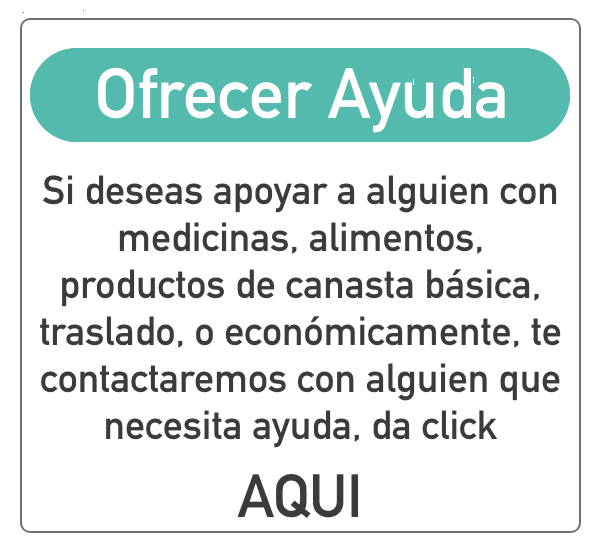 Ofrecer Ayuda
Si deseas apoyar a alguien con
medicinas, alimentos,
productos de canasta básica,
traslado, o económicamente, te
contactaremos con alguien que
necesita ayuda, da click
AQUI